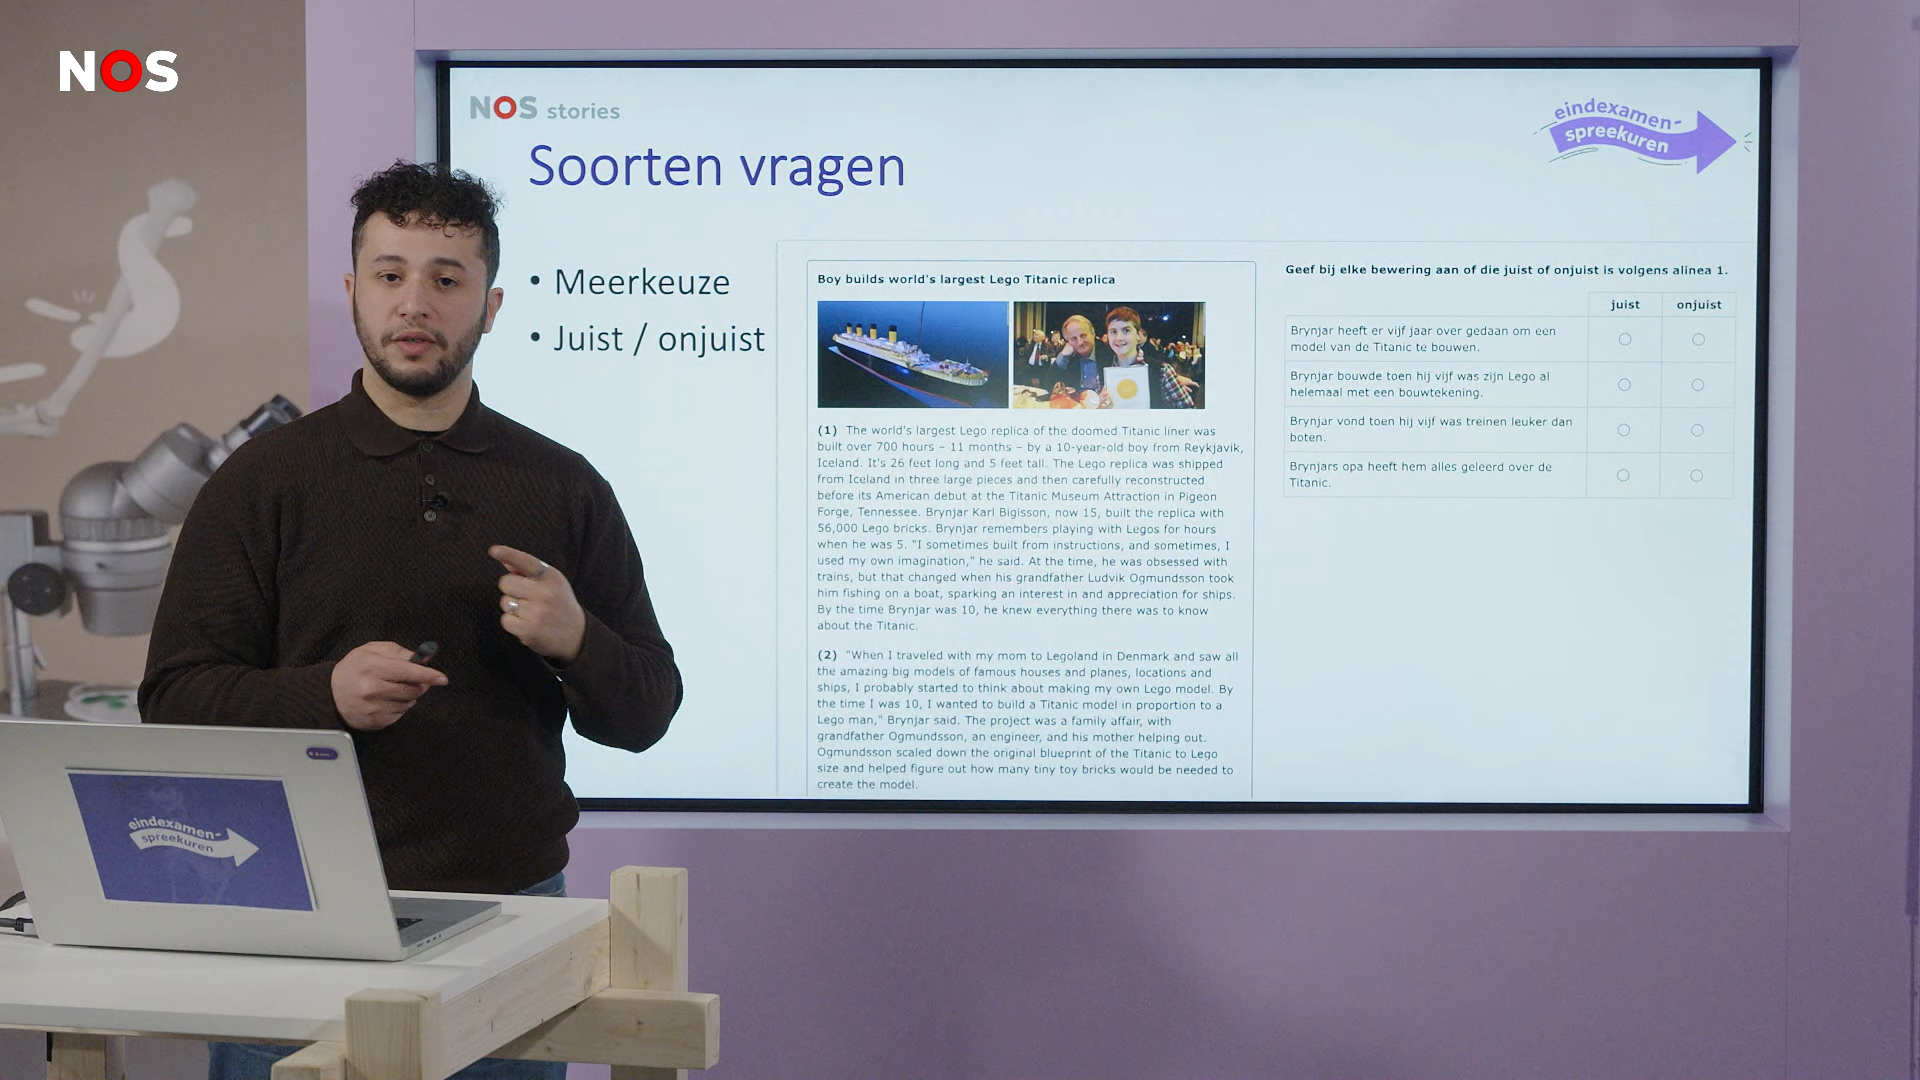 NOS
NOS stories
eindexamen-
spreekuren
Soorten vragen
• Meerkeuze
• Juist / onjuist
Boy builds world's largest Lego Titanic replica
(1) The world's largest Lego replica of the doomed Titanic liner was
built over 700 hours – 11 months – by a 10-year-old boy from Reykjavik,
Iceland. It's 26 feet long and 5 feet tall. The Lego replica was shipped
from Iceland in three large pieces and then carefully reconstructed
before its American debut at the Titanic Museum Attraction in Pigeon
Forge, Tennessee. Brynjar Karl Bigisson, now 15, built the replica with
56,000 Lego bricks. Brynjar remembers playing with Legos for hours
when he was 5. "I sometimes built from instructions, and sometimes, I
used my own imagination," he said. At the time, he was obsessed with
trains, but that changed when his grandfather Ludvik Ogmundsson took
him fishing on a boat, sparking an interest in and appreciation for ships.
By the time Brynjar was 10, he knew everything there was to know
about the Titanic.
(2) "When I traveled with my mom to Legoland in Denmark and saw all
the amazing big models of famous houses and planes, locations and
ships, I probably started to think about making my own Lego model. By
the time I was 10, I wanted to build a Titanic model in proportion to a
Lego man," Brynjar said. The project was a family affair, with
grandfather Ogmundsson, an engineer, and his mother helping out.
Ogmundsson scaled down the original blueprint of the Titanic to Lego
size and helped figure out how many tiny toy bricks would be needed to
create the model.
Geef bij elke bewering aan of die juist of onjuist is volgens alinea 1.
juist onjuist
Brynjar heeft er vijf jaar over gedaan om een
model van de Titanic te bouwen.
Brynjar bouwde toen hij vijf was zijn Lego al
helemaal met een bouwtekening.
Brynjar vond toen hij vijf was treinen leuker dan
boten.
Brynjars opa heeft hem alles geleerd over de
Titanic.
eindexamen-
spreekuren